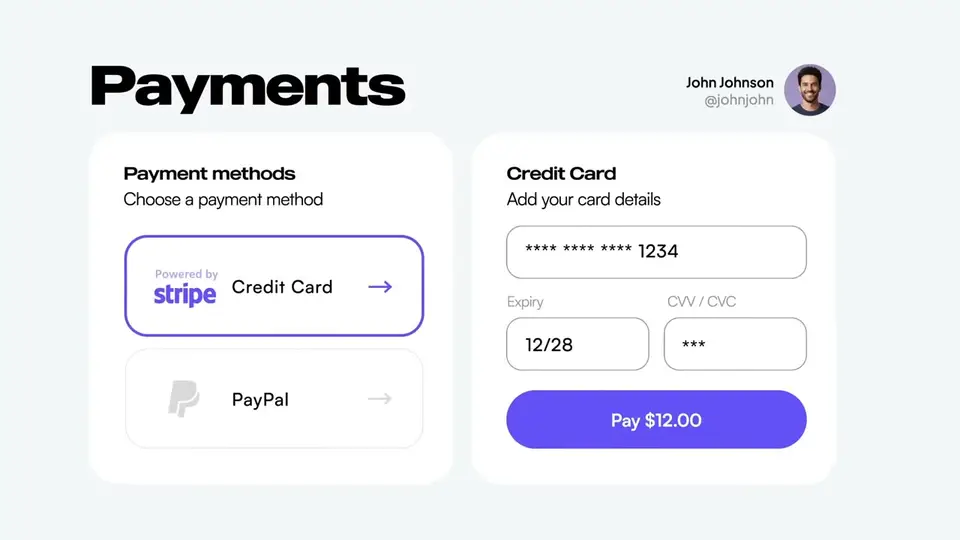 Payments
John Johnson
@johnjohn
Payment methods
Choose a payment method
Powered by
stripe
Credit Card
PayPal
Credit Card
Add your card details
**** **** **** 1234
Expiry
CVV / CVC
12/28
***
Pay $12.00